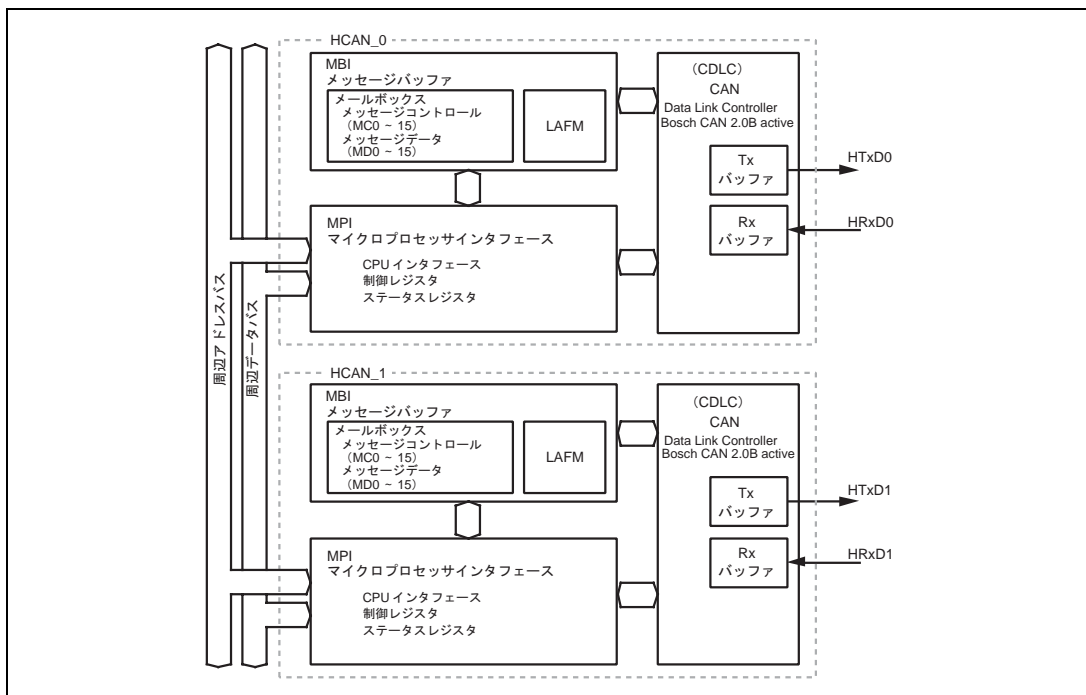 HCAN_0
MBI
メッセージバッファ
メールボックス
メッセージコントロール
(MC0 ~ 15)
メッセージデータ
(MD0 ~ 15)
LAFM
MPI
マイクロプロセッサインタフェース
CPU インタフェース
制御レジスタ
ステータスレジスタ
(CDLC)
CAN
Data Link Controller
Bosch CAN 2.0B active
Tx
バッファ
Rx
バッファ
HTxD0
HRxD0
周辺アドレスバス
周辺データバス
HCAN_1
MBI
メッセージバッファ
メールボックス
メッセージコントロール
(MC0 ~ 15)
メッセージデータ
(MD0 ~ 15)
LAFM
MPI
マイクロプロセッサインタフェース
CPU インタフェース
制御レジスタ
ステータスレジスタ
(CDLC)
CAN
Data Link Controller
Bosch CAN 2.0B active
Tx
バッファ
Rx
バッファ
HTxD1
HRxD1